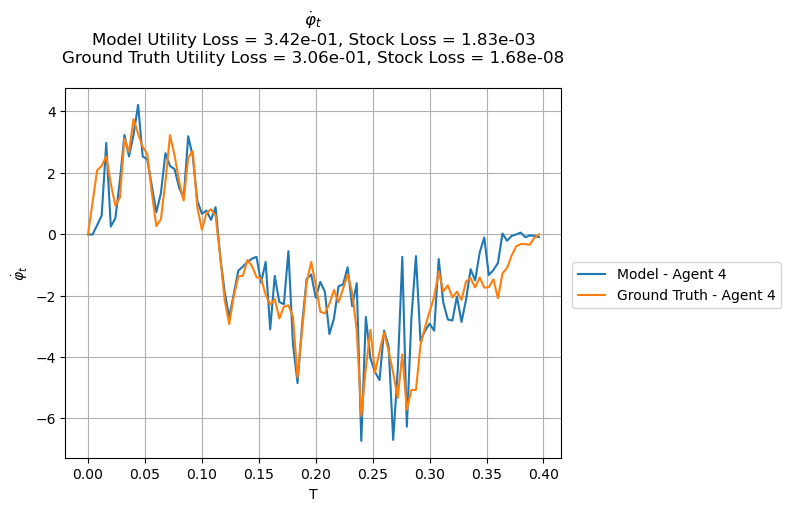 φ̇ₜ
Model Utility Loss = 3.42e-01, Stock Loss = 1.83e-03
Ground Truth Utility Loss = 3.06e-01, Stock Loss = 1.68e-08
4
2
0
−2
−4
−6
φ̇ₜ
0.00 0.05 0.10 0.15 0.20 0.25 0.30 0.35 0.40
T
Model - Agent 4
Ground Truth - Agent 4